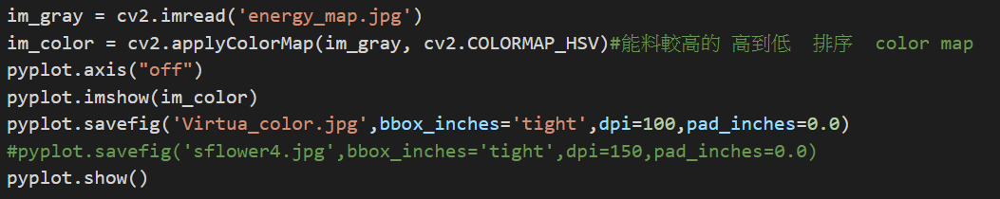 im_gray = cv2.imread('energy_map.jpg')
im_color = cv2.applyColorMap(im_gray, cv2.COLORMAP_HSV)#能料較高的 高到低  排序  color map
pyplot.axis("off")
pyplot.imshow(im_color)
pyplot.savefig('Virtua_color.jpg',bbox_inches='tight',dpi=100,pad_inches=0.0)
#pyplot.savefig('sflower4.jpg',bbox_inches='tight',dpi=150,pad_inches=0.0)
pyplot.show()